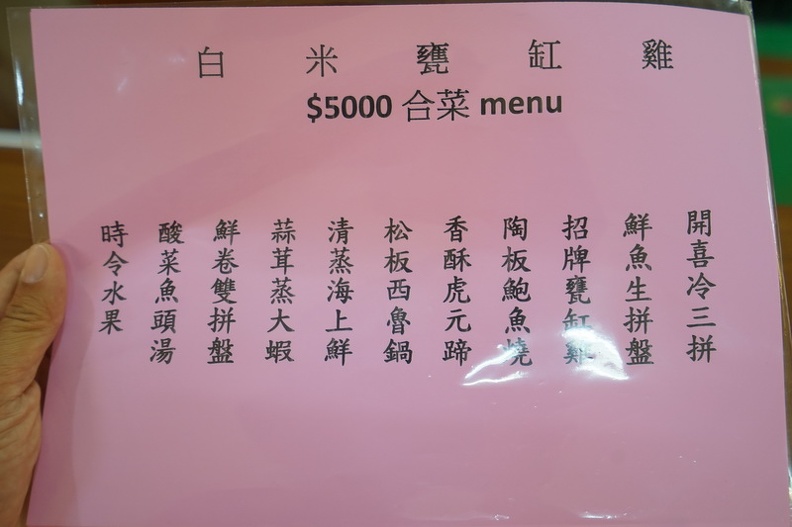 白米甕缸雞
$5000 合菜 menu
開喜冷三拼
鮮魚生拼盤
招牌甕缸雞
陶板鮑魚燒
香酥虎元蹄
松板西魯鍋
清蒸海上鮮
蒜茸蒸大蝦
鮮卷雙拼盤
酸菜魚頭湯
時令水果